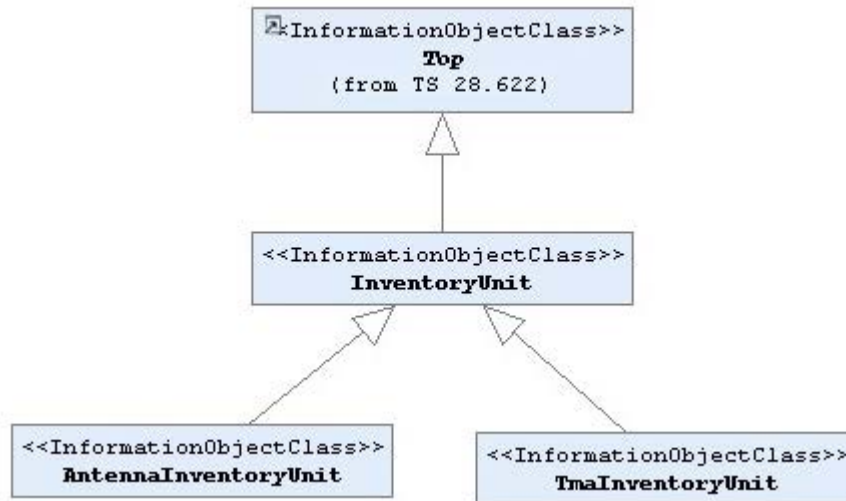 <InformationObjectClass>>
Top
(from TS 28.622)
<<InformationObjectClass>>
InventoryUnit
<<InformationObjectClass>>
AntennaInventoryUnit
<<InformationObjectClass>>
TmaInventoryUnit